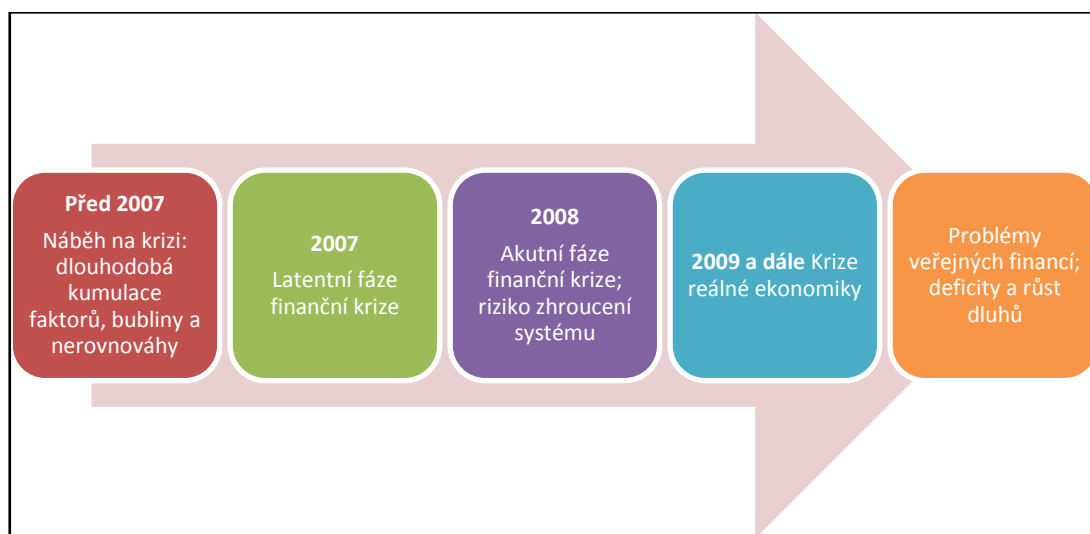 Před 2007
Náběh na krizi:
dlouhodobá
kumulace
faktorů, bubliny a
nerovnováhy
2007
Latentní fáze
finanční krize
2008
Akutní fáze
finanční krize;
riziko zhroucení
systému
2009 a dále Krize
reálné ekonomiky
Problémy
veřejných financí;
deficity a růst
dluhů